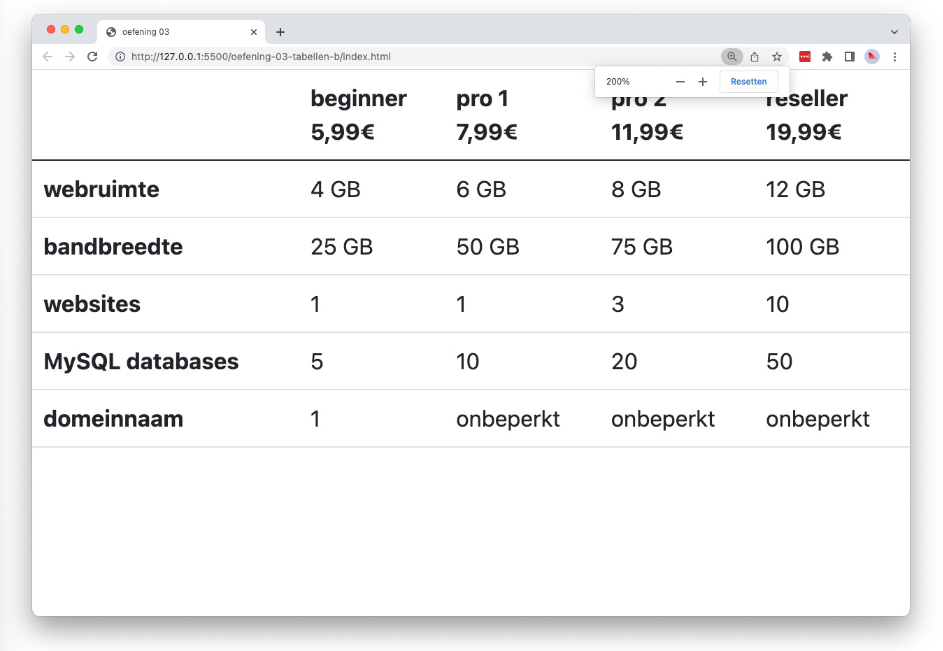 oefening 03
http://127.0.0.1:5500/oefening-03-tabellen-b/index.html
200% Resetten
beginner pro 1 pro 2 reseller
5,99€ 7,99€ 11,99€ 19,99€
webruimte 4 GB 6 GB 8 GB 12 GB
bandbreedte 25 GB 50 GB 75 GB 100 GB
websites 1 1 3 10
MySQL databases 5 10 20 50
domeinnaam 1 onbeperkt onbeperkt onbeperkt